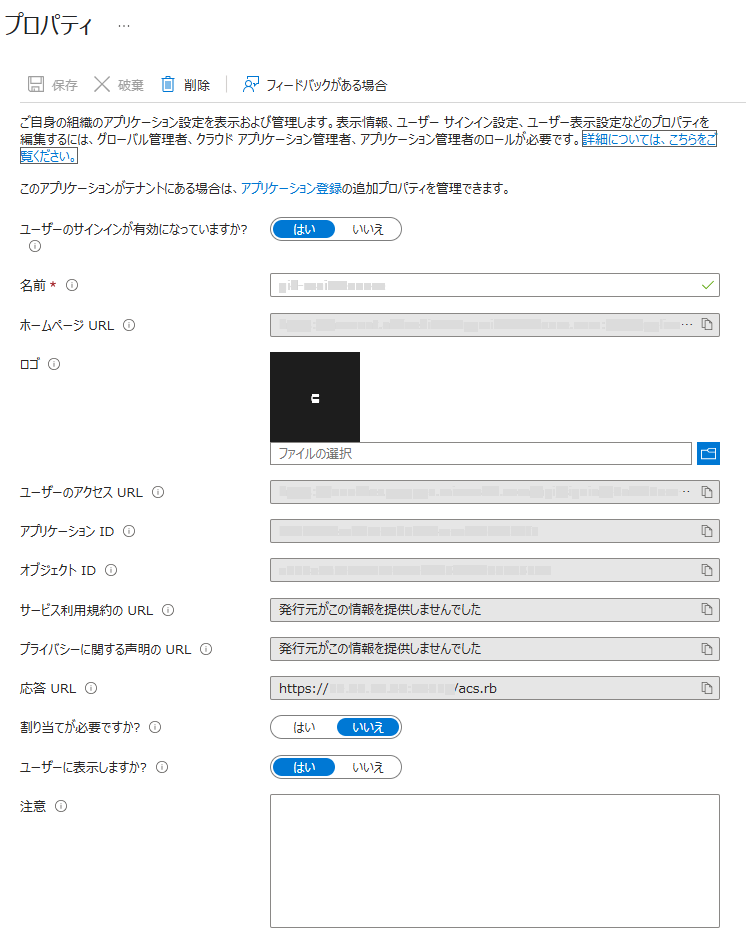 プロパティ ...
保存 破棄 削除 フィードバックがある場合
ご自身の組織のアプリケーション設定を表示および管理します。表示情報、ユーザー サインイン設定、ユーザー表示設定などのプロパティを
編集するには、グローバル管理者、クラウド アプリケーション管理者、アプリケーション管理者のロールが必要です。詳細については、こちらをご
覧ください。
このアプリケーションがテナントにある場合は、アプリケーション登録の追加プロパティを管理できます。
ユーザーのサインインが有効になっていますか? はい いいえ
名前 *
ホームページ URL
ロゴ
ファイルの選択
ユーザーのアクセス URL
アプリケーション ID
オブジェクト ID
サービス利用規約の URL 発行元がこの情報を提供しませんでした
プライバシーに関する声明の URL 発行元がこの情報を提供しませんでした
応答 URL https:// /acs.rb
割り当てが必要ですか? はい いいえ
ユーザーに表示しますか? はい いいえ
注意